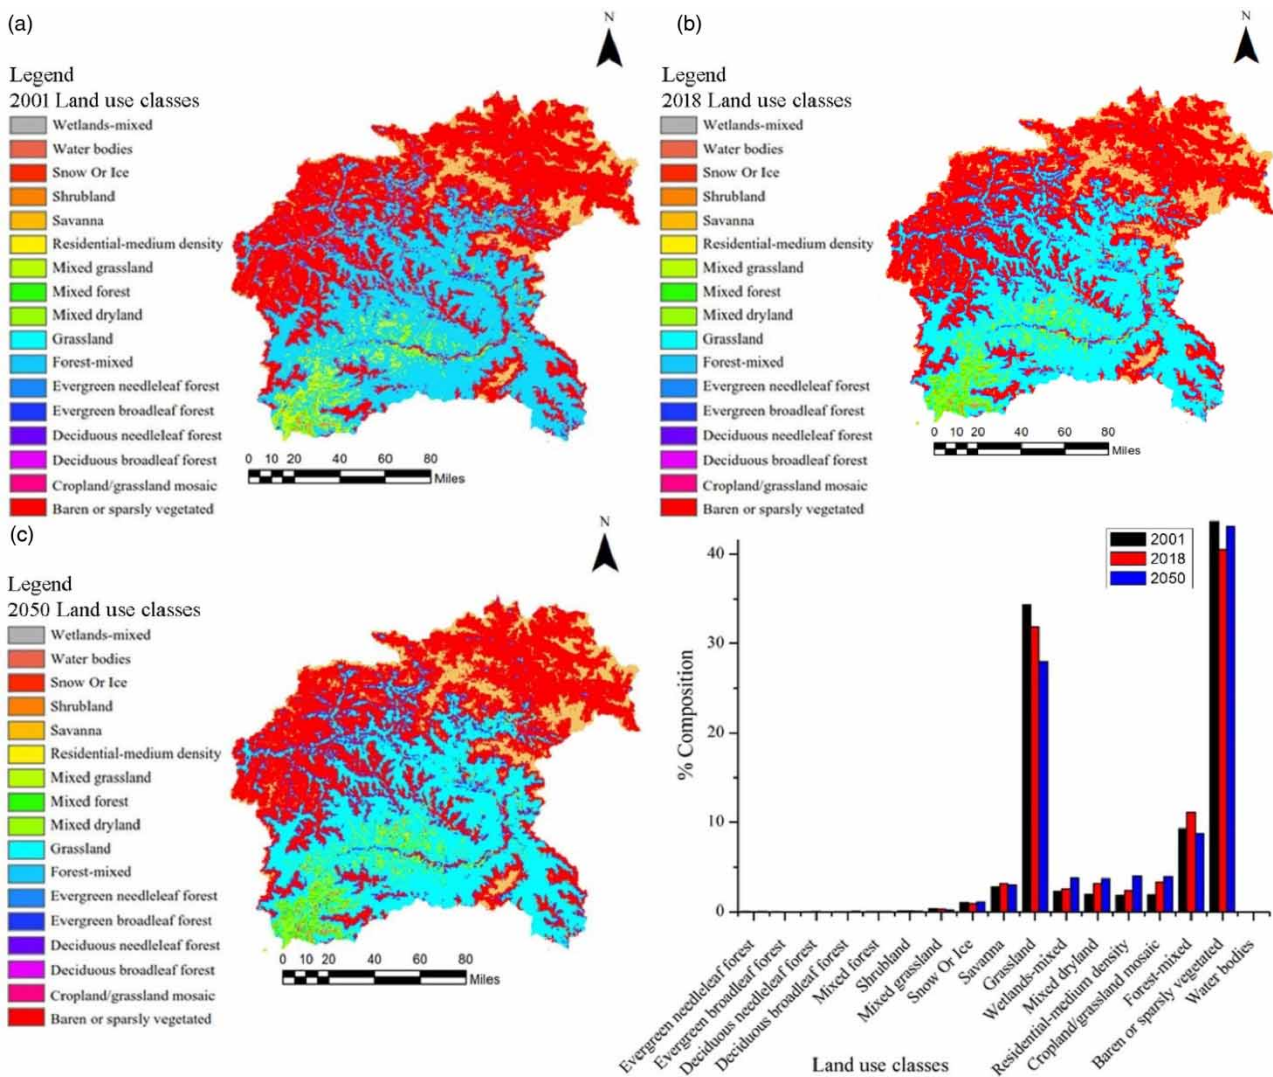 (a)
N
Legend
2001 Land use classes
Wetlands-mixed
Water bodies
Snow Or Ice
Shrubland
Savanna
Residential-medium density
Mixed grassland
Mixed forest
Mixed dryland
Grassland
Forest-mixed
Evergreen needleleaf forest
Evergreen broadleaf forest
Deciduous needleleaf forest
Deciduous broadleaf forest
Cropland/grassland mosaic
Baren or sparsly vegetated
0 10 20 40 60 80
Miles
(b)
N
Legend
2018 Land use classes
Wetlands-mixed
Water bodies
Snow Or Ice
Shrubland
Savanna
Residential-medium density
Mixed grassland
Mixed forest
Mixed dryland
Grassland
Forest-mixed
Evergreen needleleaf forest
Evergreen broadleaf forest
Deciduous needleleaf forest
Deciduous broadleaf forest
Cropland/grassland mosaic
Baren or sparsly vegetated
0 10 20 40 60 80
Miles
(c)
N
Legend
2050 Land use classes
Wetlands-mixed
Water bodies
Snow Or Ice
Shrubland
Savanna
Residential-medium density
Mixed grassland
Mixed forest
Mixed dryland
Grassland
Forest-mixed
Evergreen needleleaf forest
Evergreen broadleaf forest
Deciduous needleleaf forest
Deciduous broadleaf forest
Cropland/grassland mosaic
Baren or sparsly vegetated
0 10 20 40 60 80
Miles
2001
2018
2050
% Composition
40
30
20
10
0
Evergreen needleleaf forest
Evergreen broadleaf forest
Deciduous needleleaf forest
Deciduous broadleaf forest
Mixed forest
Shrubland
Mixed grassland
Snow Or Ice
Savanna
Grassland
Wetlands-mixed
Mixed dryland
Residential-medium density
Cropland/grassland mosaic
Forest-mixed
Baren or sparsly vegetated
Water bodies
Land use classes